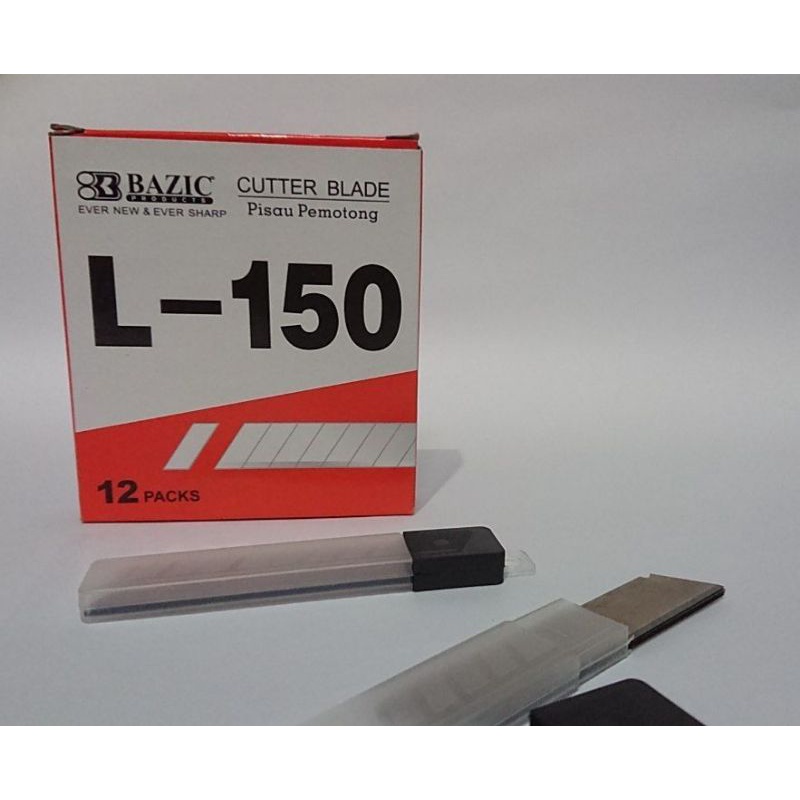 BAZIC
PRODUCTS
EVER NEW & EVER SHARP
CUTTER BLADE
Pisau Pemotong
L-150
12 PACKS